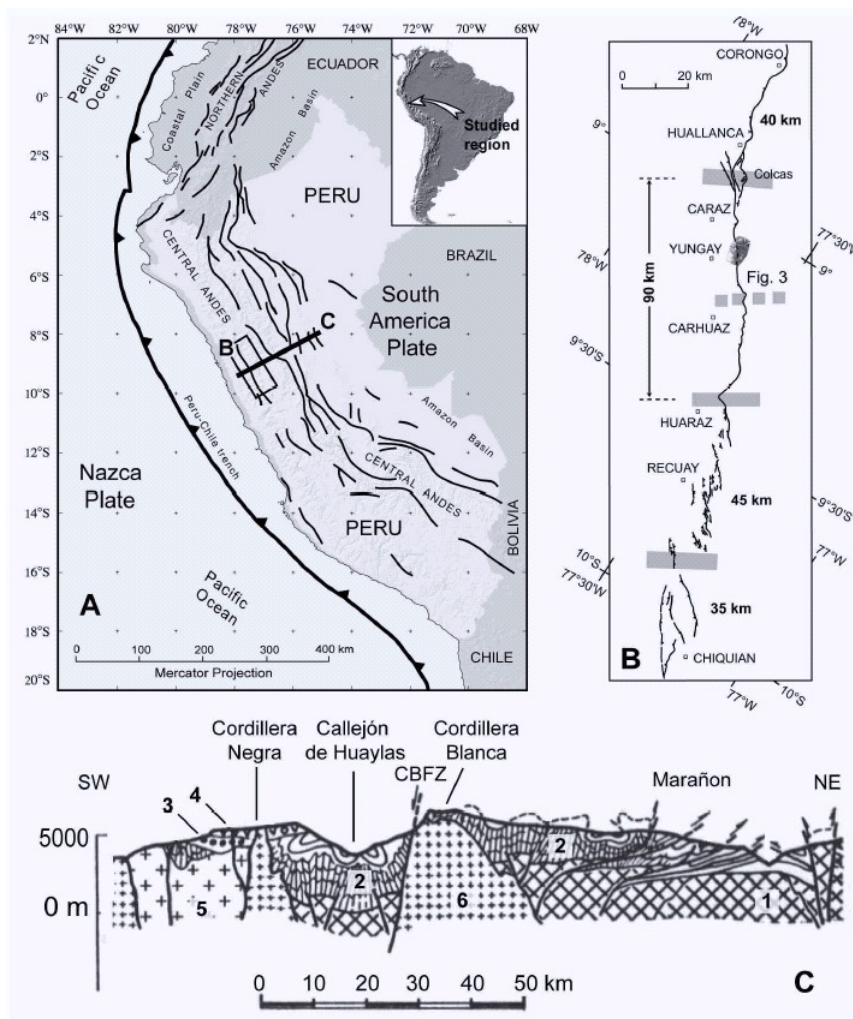 84°W 82°W 80°W 78°W 76°W 74°W 72°W 70°W 68°W
2°N
0°
2°S
4°S
6°S
8°S
10°S
12°S
14°S
16°S
18°S
20°S
Pacific
Ocean
Coastal Plain
NORTHERN
ANDES
ECUADOR
Amazon Basin
Studied
region
PERU
BRAZIL
CENTRAL ANDES
South
America
Plate
B
C
Amazon
Basin
Peru-Chile trench
Nazca
Plate
CENTRAL
ANDES
PERU
BOLIVIA
A
Pacific
Ocean
CHILE
0 100 200 300 400 km
Mercator Projection
78°W
CORONGO
0 20 km
40 km
9°
HUALLANCA
Colcas
CARAZ
77°30'
78°W
YUNGAY
9°
90 km
Fig. 3
CARHUAZ
9°30'S
HUARAZ
RECUAY
45 km
9°30'S
10°S
77°W
77°30'W
35 km
B
CHIQUIAN
77°W
10°S
Cordillera
Negra
Callejón
de Huaylas
Cordillera
Blanca
SW
CBFZ
Marañon
NE
3
4
5000
2
2
0 m
5
6
1
0 10 20 30 40 50 km
C